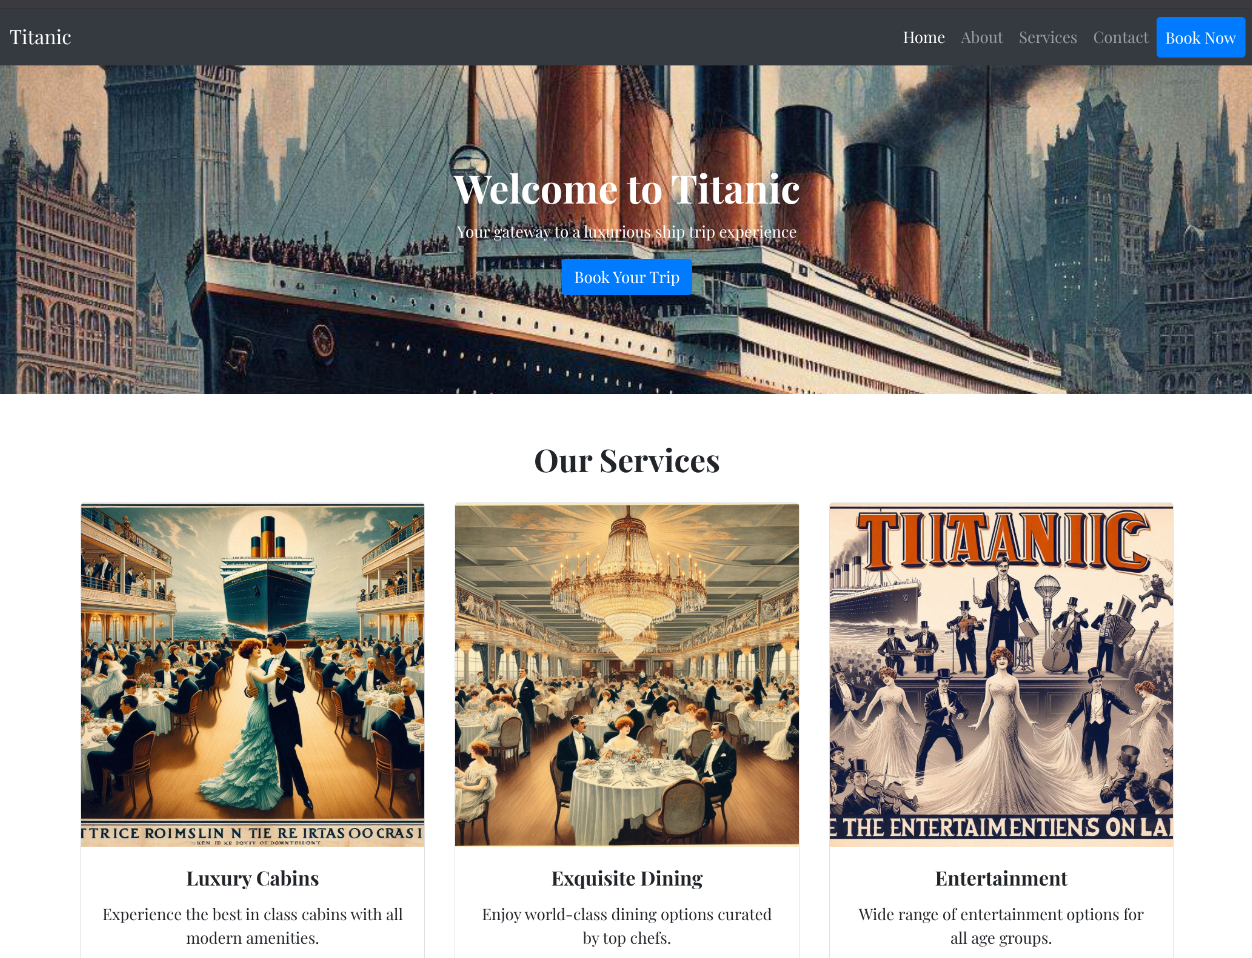 Titanic
Home About Services Contact Book Now
Welcome to Titanic
Your gateway to a luxurious ship trip experience
Book Your Trip
Our Services
TTRICE ROIMSLIN N TIE RE IRTAS OO CRAS I
TITAANIIC
E THE ENTERTAIMENTIENS ON LAI
Luxury Cabins
Experience the best in class cabins with all
modern amenities.
Exquisite Dining
Enjoy world-class dining options curated
by top chefs.
Entertainment
Wide range of entertainment options for
all age groups.